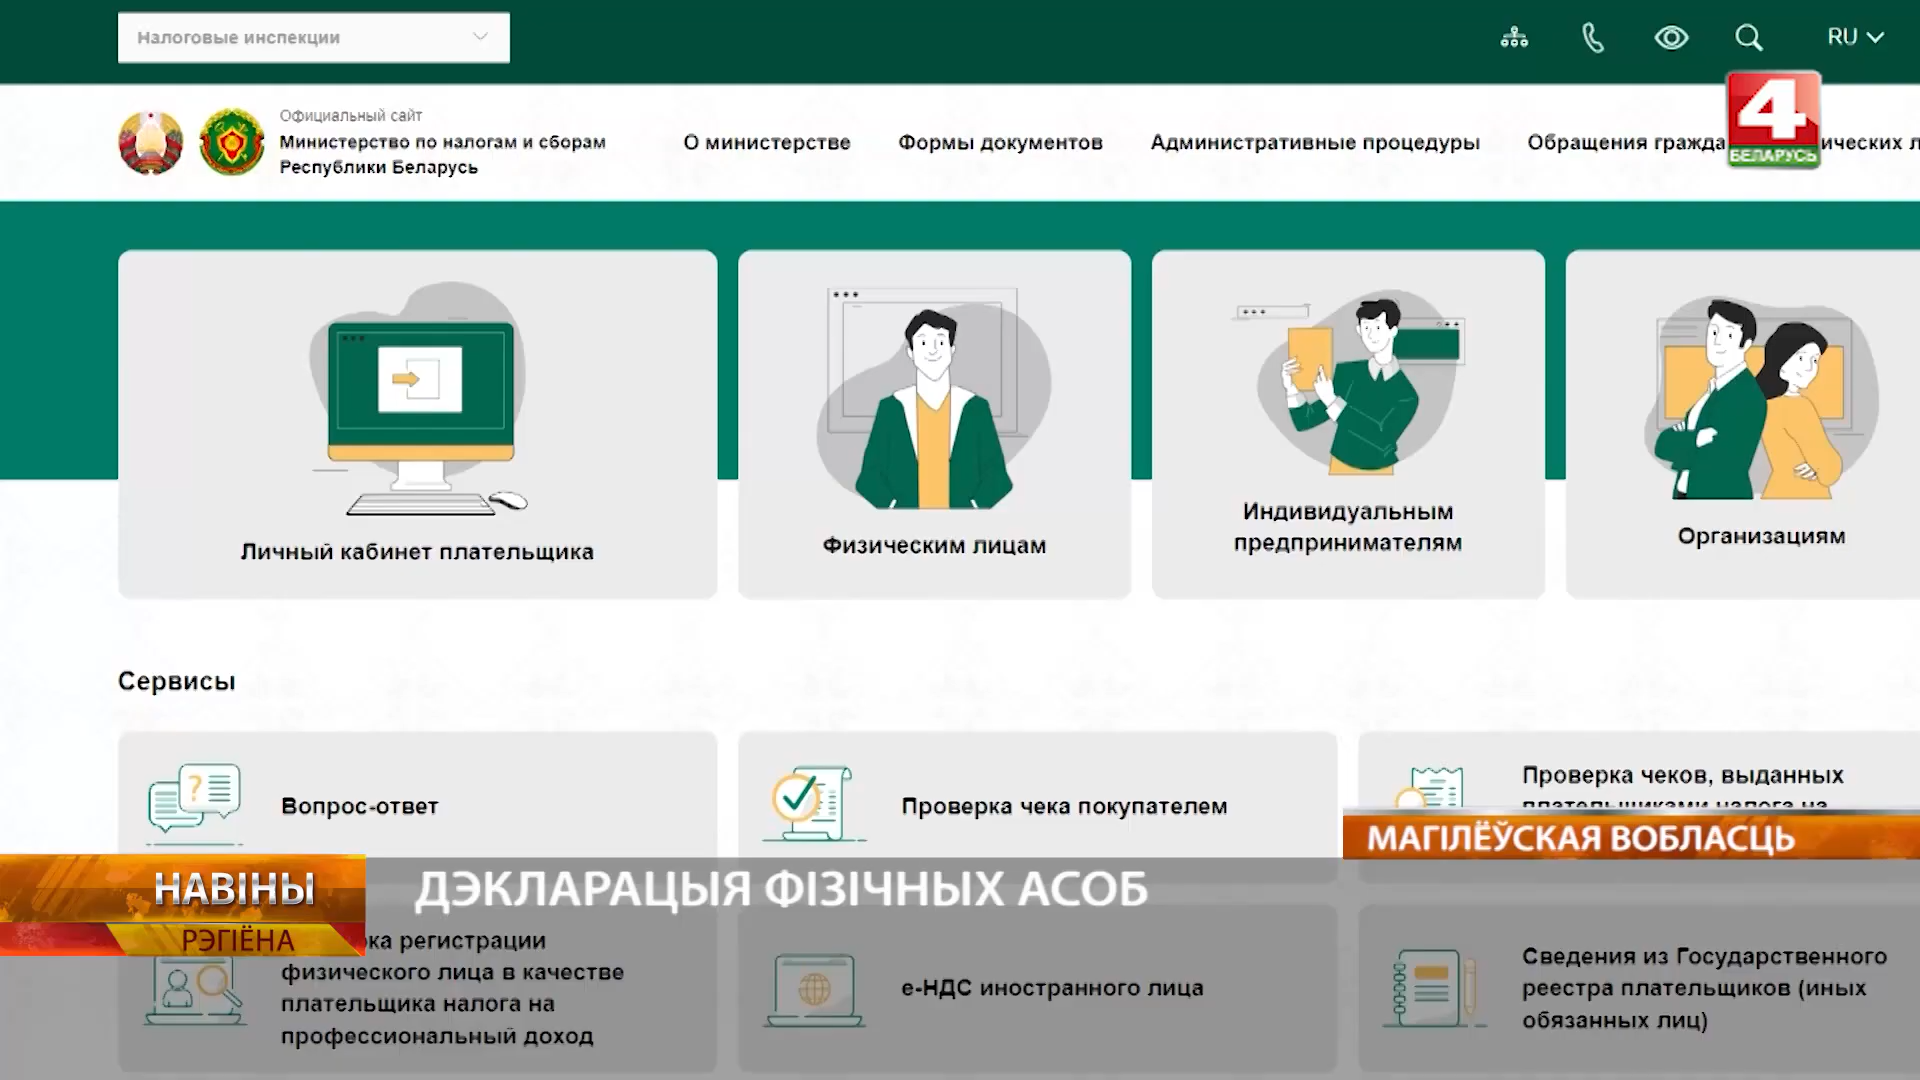 Налоговые инспекции
RU
Официальный сайт
Министерство по налогам и сборам
Республики Беларусь
О министерстве
Формы документов
Административные процедуры
Обращения гражда
ических л
4
БЕЛАРУСЬ
Личный кабинет плательщика
Физическим лицам
Индивидуальным
предпринимателям
Организациям
Сервисы
Вопрос-ответ
Проверка чека покупателем
Проверка чеков, выданных
плательщиками налога на
МАГІЛЁЎСКАЯ ВОБЛАСЦЬ
НАВІНЫ
РЭГІЁНА
ДЭКЛАРАЦЫЯ ФІЗІЧНЫХ АСОБ
ка регистрации
физического лица в качестве
плательщика налога на
профессиональный доход
е-НДС иностранного лица
Сведения из Государственного
реестра плательщиков (иных
обязанных лиц)